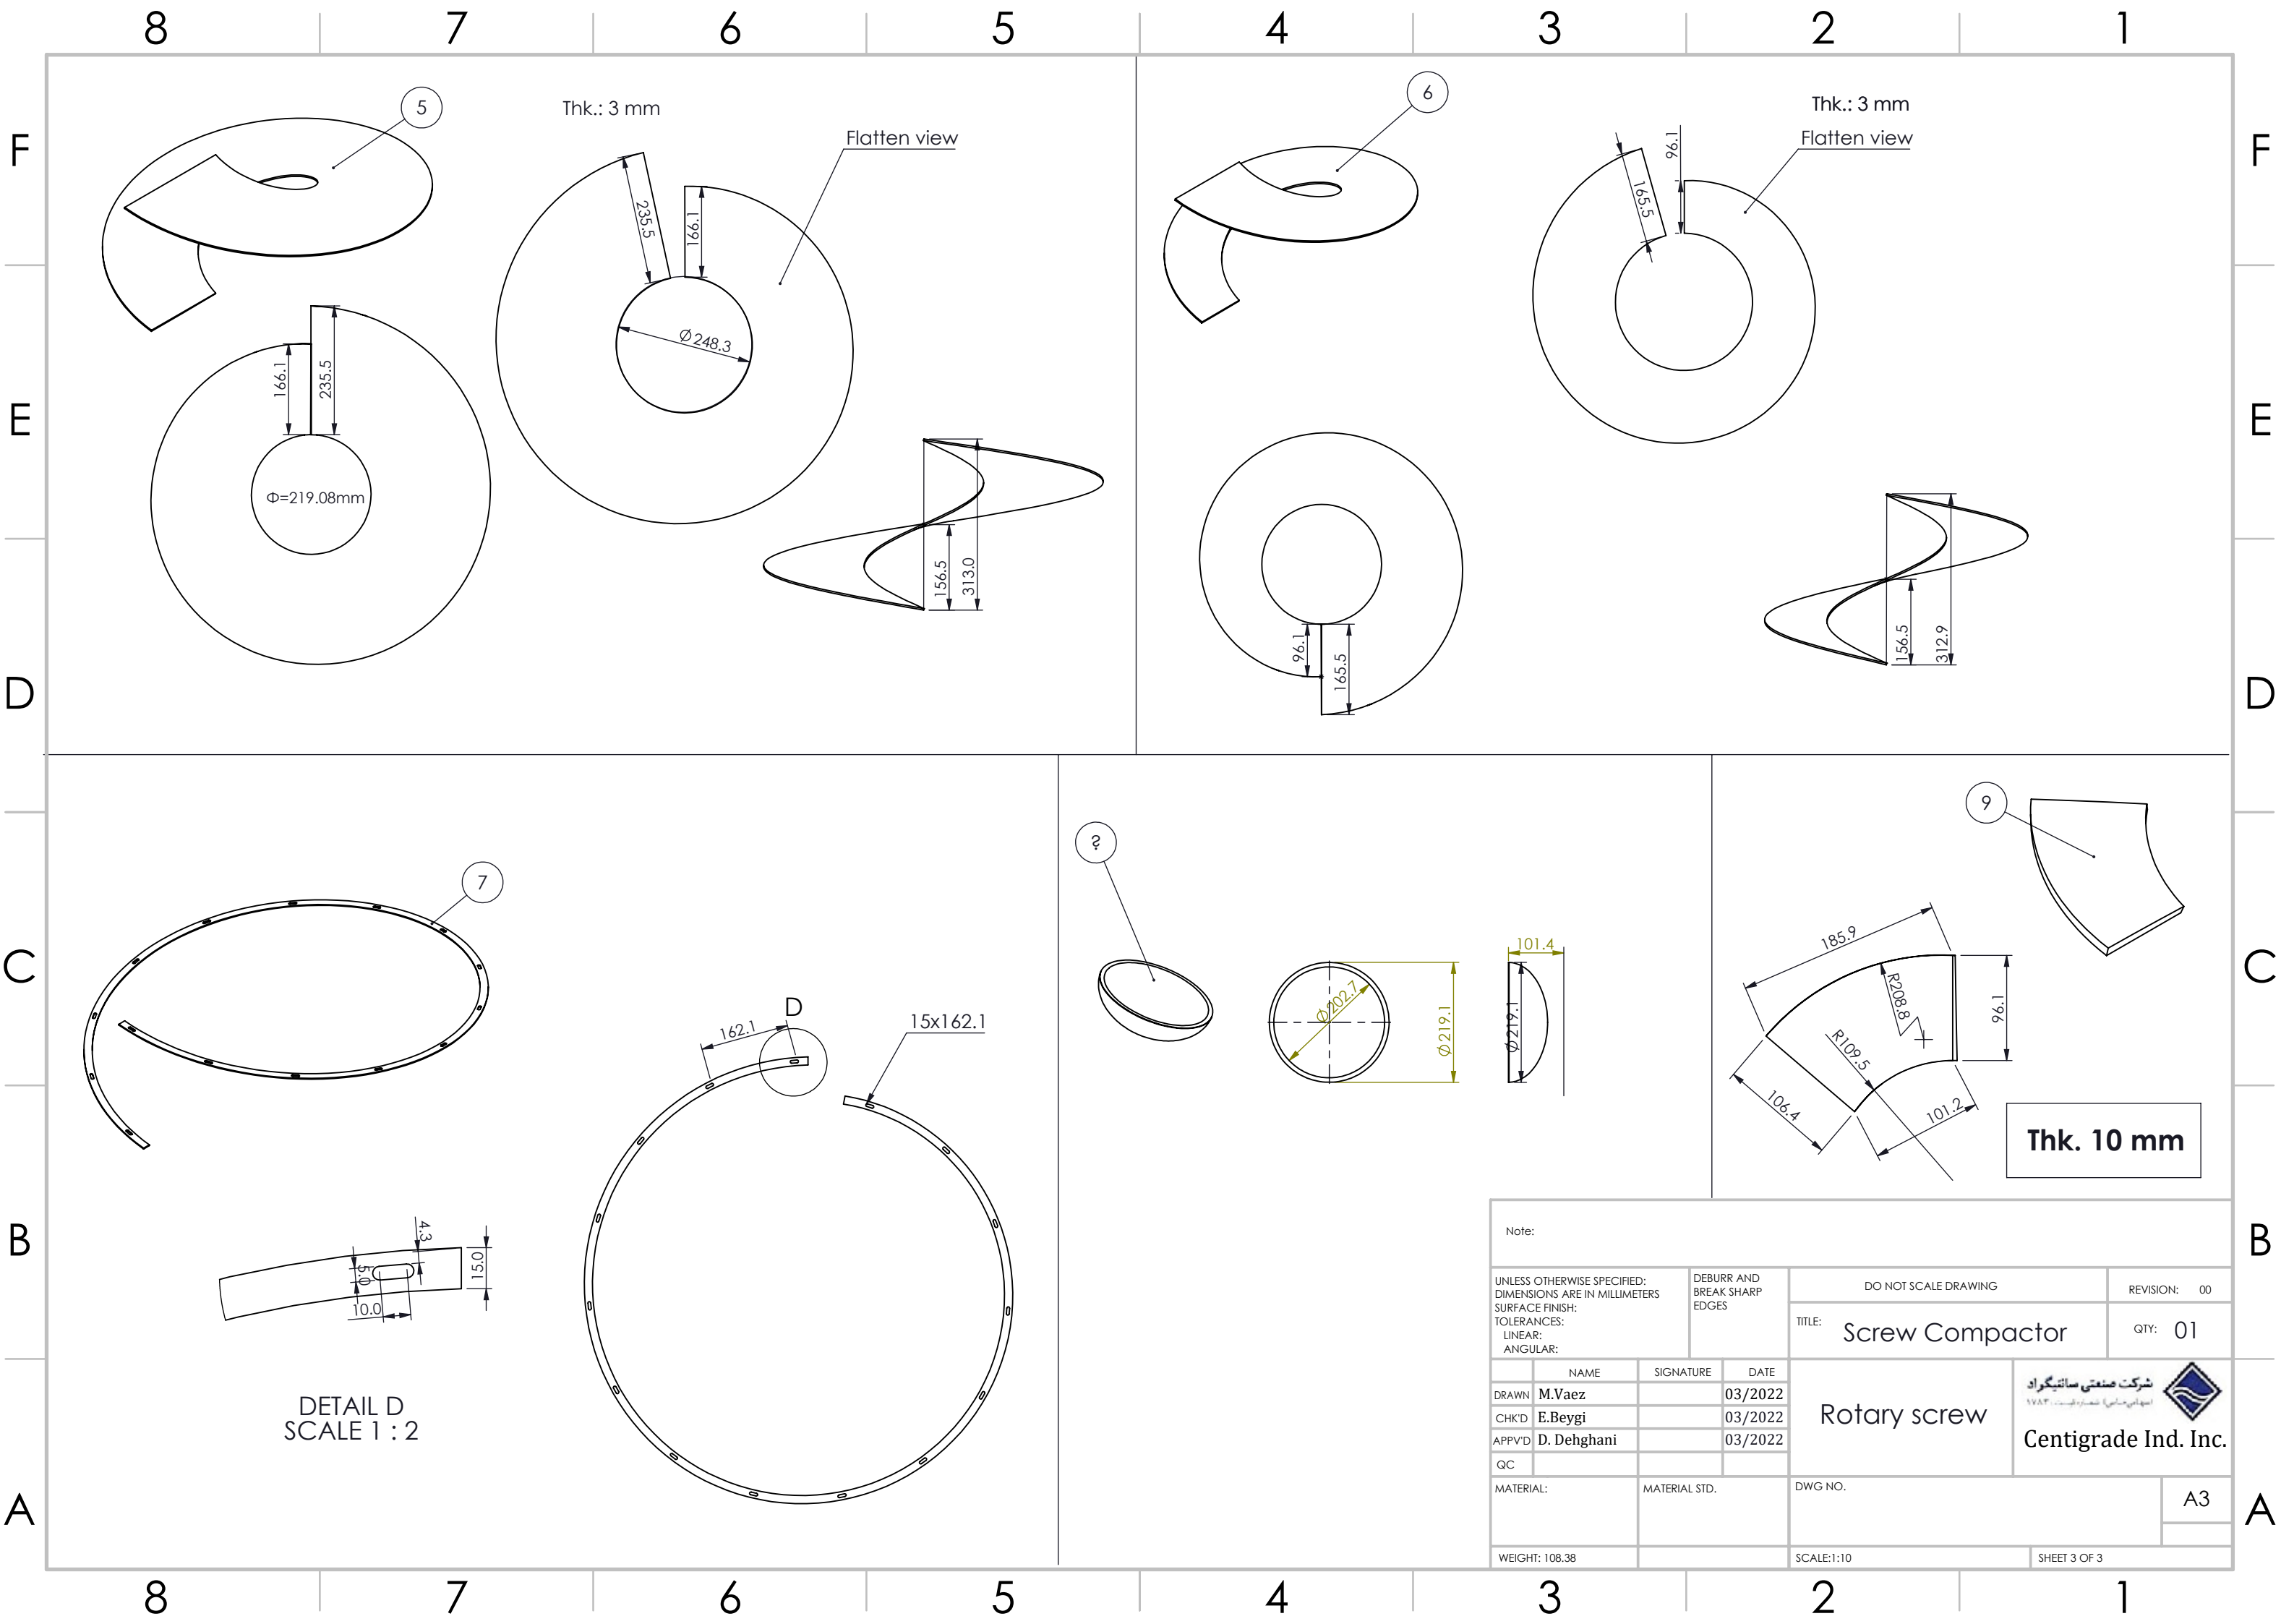 8 7 6 5 4 3 2 1
F
F
E
E
D
D
C
C
B
B
A
A
5
Thk.: 3 mm
Flatten view
235.5
166.1
Ø248.3
166.1
235.5
Φ=219.08mm
156.5
313.0
6
Thk.: 3 mm
Flatten view
96.1
165.5
96.1
165.5
156.5
312.9
7
162.1
D
15x162.1
4.3
5.0
10.0
15.0
DETAIL D
SCALE 1 : 2
?
Ø202.7
Ø219.1
101.4
Ø219.1
9
185.9
R208.8
96.1
R109.5
106.4
101.2
Thk. 10 mm
Note:
UNLESS OTHERWISE SPECIFIED:
DIMENSIONS ARE IN MILLIMETERS
SURFACE FINISH:
TOLERANCES:
LINEAR:
ANGULAR:
DEBURR AND
BREAK SHARP
EDGES
DO NOT SCALE DRAWING
REVISION: 00
TITLE: Screw Compactor
QTY: 01
NAME SIGNATURE DATE
DRAWN M.Vaez 03/2022
CHK'D E.Beygi 03/2022
APPV'D D. Dehghani 03/2022
QC
Rotary screw
شرکت صنعتی سانتیگراد
Centigrade Ind. Inc.
MATERIAL:
MATERIAL STD.
DWG NO.
A3
WEIGHT: 108.38
SCALE:1:10
SHEET 3 OF 3
8 7 6 5 4 3 2 1